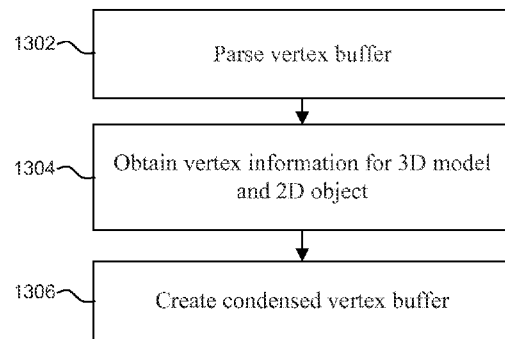 1302
Parse vertex buffer
1304
Obtain vertex information for 3D model
and 2D object
1306
Create condensed vertex buffer